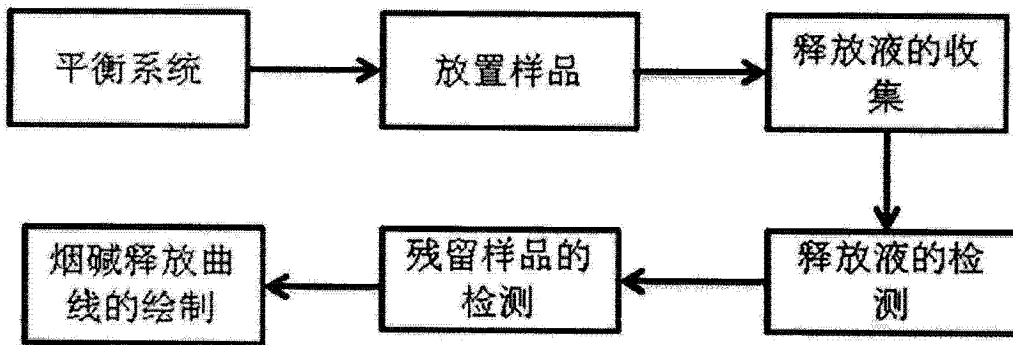 平衡系统
放置样品
释放液的收
集
释放液的检
测
残留样品的
检测
烟碱释放曲
线的绘制